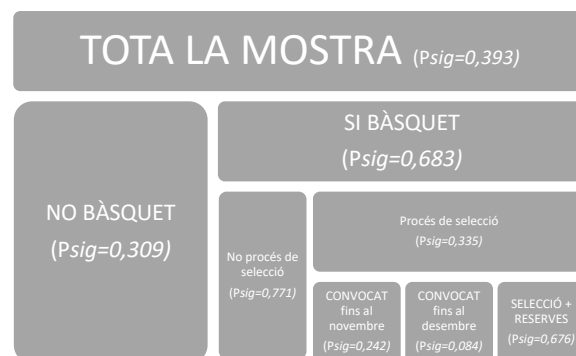 TOTA LA MOSTRA (Psig=0,393)
SI BÀSQUET
(Psig=0,683)
NO BÀSQUET
(Psig=0,309)
No procés de
selecció
(Psig=0,771)
Procés de selecció
(Psig=0,335)
CONVOCAT
fins al
novembre
(Psig=0,242)
CONVOCAT
fins al
desembre
(Psig=0,084)
SELECCIÓ +
RESERVES
(Psig=0,676)